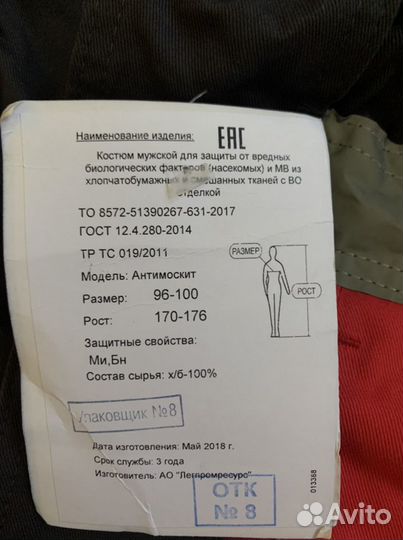 Наименование изделия: EAC
Костюм мужской для защиты от вредных
биологических факторов (насекомых) и МВ из
хлопчатобумажных и смешанных тканей с ВО
отделкой
ТО 8572-51390267-631-2017
ГОСТ 12.4.280-2014
ТР ТС 019/2011
Модель: Антимоскит
Размер: 96-100
Рост: 170-176
РАЗМЕР
РОСТ
Защитные свойства:
Ми,Бн
Состав сырья: х/б-100%
Упаковщик №8
Дата изготовления: Май 2018 г.
Срок службы: 3 года
Изготовитель: АО "Легпромресурс"
ОТК
№ 8
013368
Avito